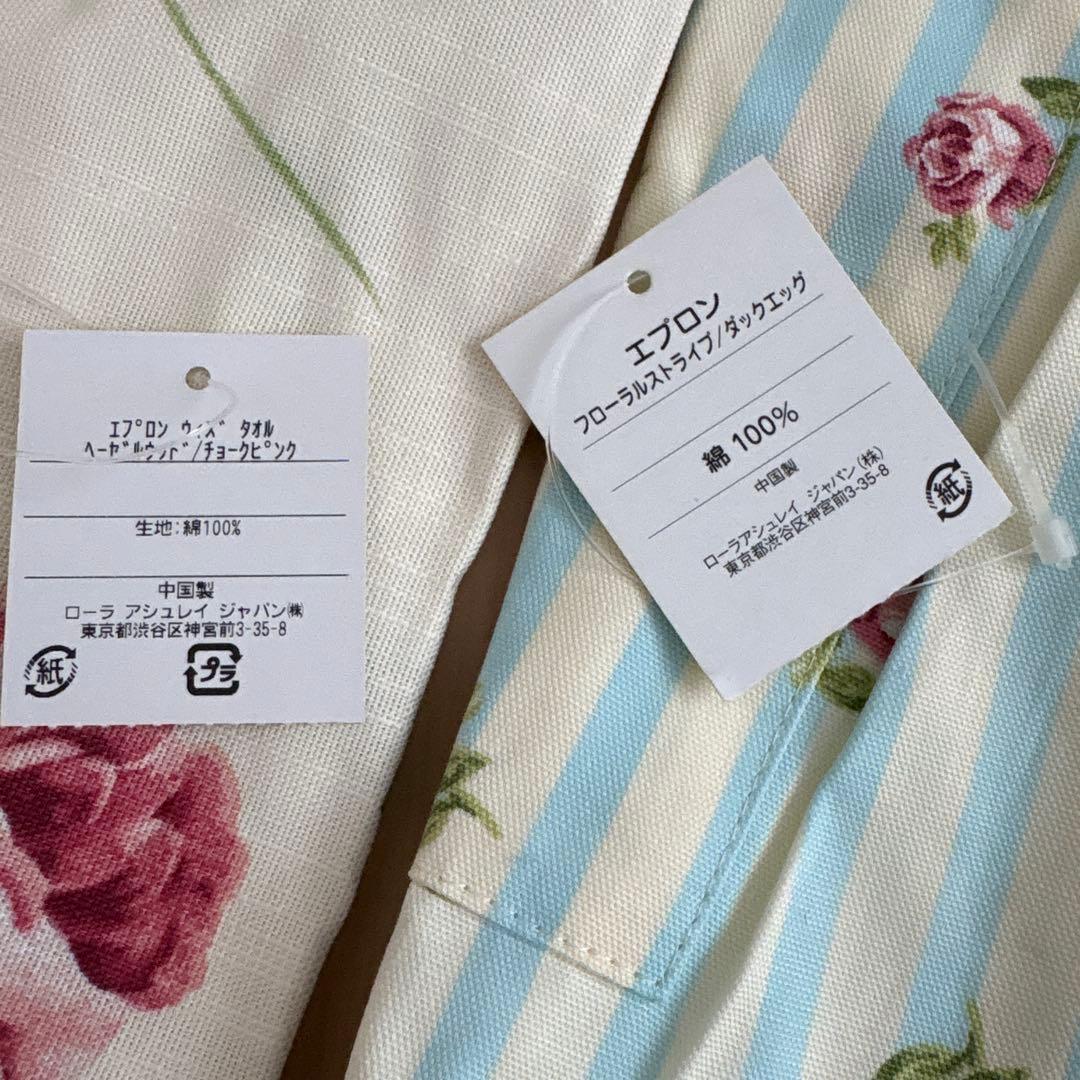 ｴﾌﾟﾛﾝ ｳｨｽﾞ ﾀｵﾙ
ﾍｰｾﾞﾙｳｯﾄﾞ/ﾁｮｰｸﾋﾟﾝｸ
生地:綿100%
中国製
ローラ アシュレイ ジャパン㈱
東京都渋谷区神宮前3-35-8
紙
プラ
エプロン
フローラルストライプ/ダックエッグ
綿 100%
中国製
ローラアシュレイ ジャパン(株)
東京都渋谷区神宮前3-35-8
紙